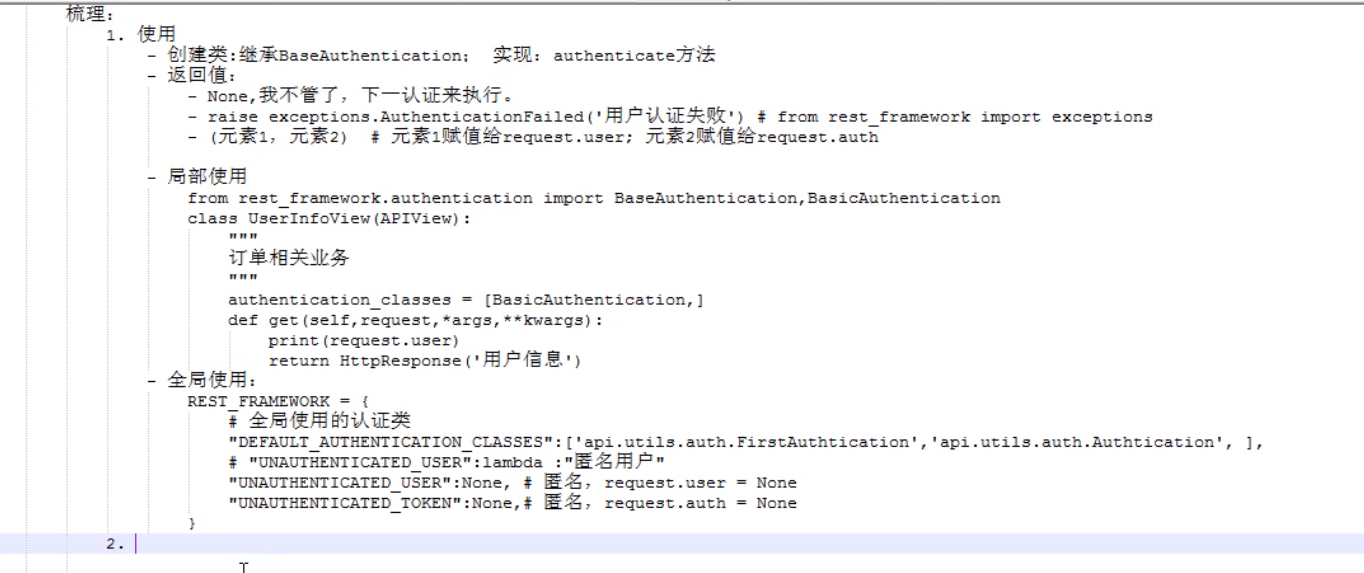 梳理:
1. 使用
- 创建类:继承BaseAuthentication; 实现: authenticate方法
- 返回值:
- None,我不管了, 下一认证来执行。
- raise exceptions.AuthenticationFailed('用户认证失败') # from rest_framework import exceptions
- (元素1, 元素2) # 元素1赋值给request.user; 元素2赋值给request.auth
- 局部使用
from rest_framework.authentication import BaseAuthentication,BasicAuthentication
class UserInfoView(APIView):
"""
订单相关业务
"""
authentication_classes = [BasicAuthentication,]
def get(self,request,*args,**kwargs):
print(request.user)
return HttpResponse('用户信息')
- 全局使用:
REST_FRAMEWORK = {
# 全局使用的认证类
"DEFAULT_AUTHENTICATION_CLASSES":['api.utils.auth.FirstAuthtication','api.utils.auth.Authtication', ],
# "UNAUTHENTICATED_USER":lambda :"匿名用户"
"UNAUTHENTICATED_USER":None, # 匿名, request.user = None
"UNAUTHENTICATED_TOKEN":None,# 匿名, request.auth = None
}
2.